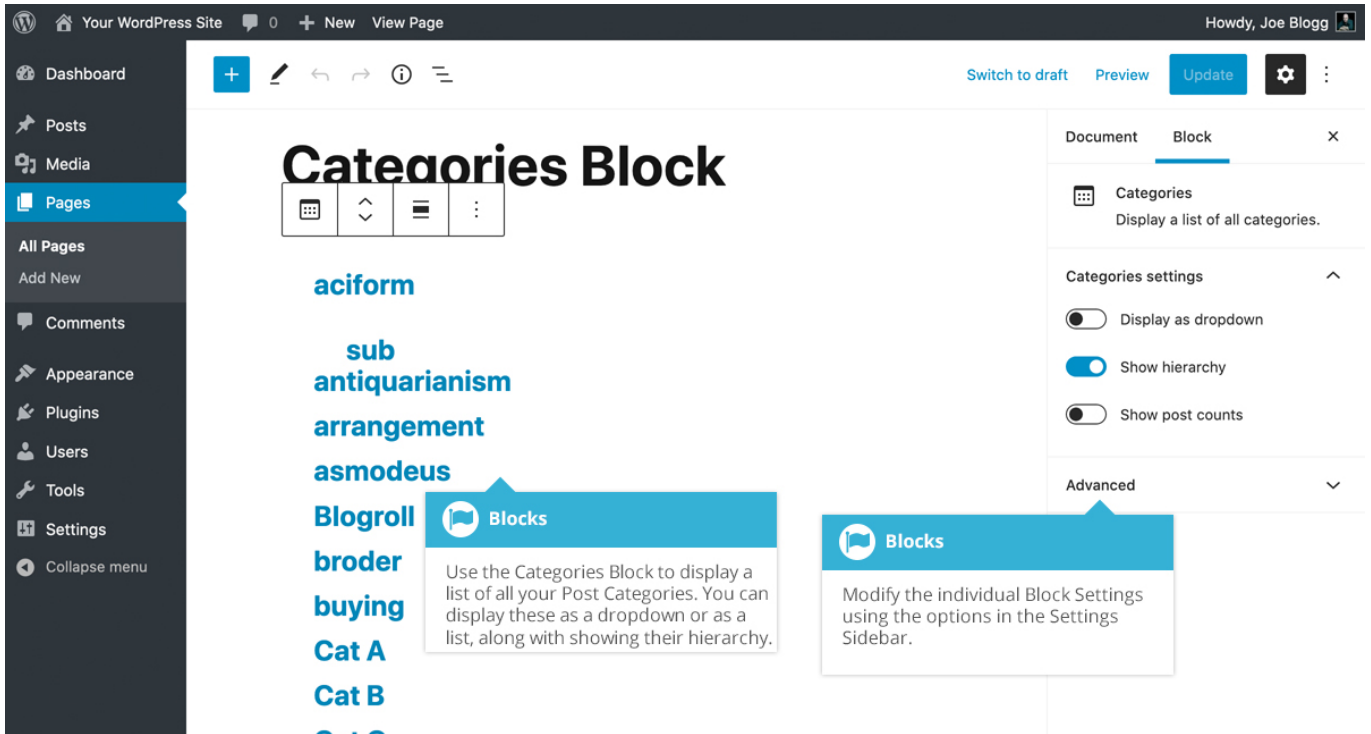 Your WordPress Site 0 New View Page Howdy, Joe Blogg
Dashboard
Posts
Media
Pages
All Pages
Add New
Comments
Appearance
Plugins
Users
Tools
Settings
Collapse menu
Switch to draft Preview Update
Categories Block
aciform
sub
antiquarianism
arrangement
asmodeus
Blogroll
broder
buying
Cat A
Cat B
Blocks
Use the Categories Block to display a
list of all your Post Categories. You can
display these as a dropdown or as a
list, along with showing their hierarchy.
Document Block
Categories
Display a list of all categories.
Categories settings
Display as dropdown
Show hierarchy
Show post counts
Advanced
Blocks
Modify the individual Block Settings
using the options in the Settings
Sidebar.